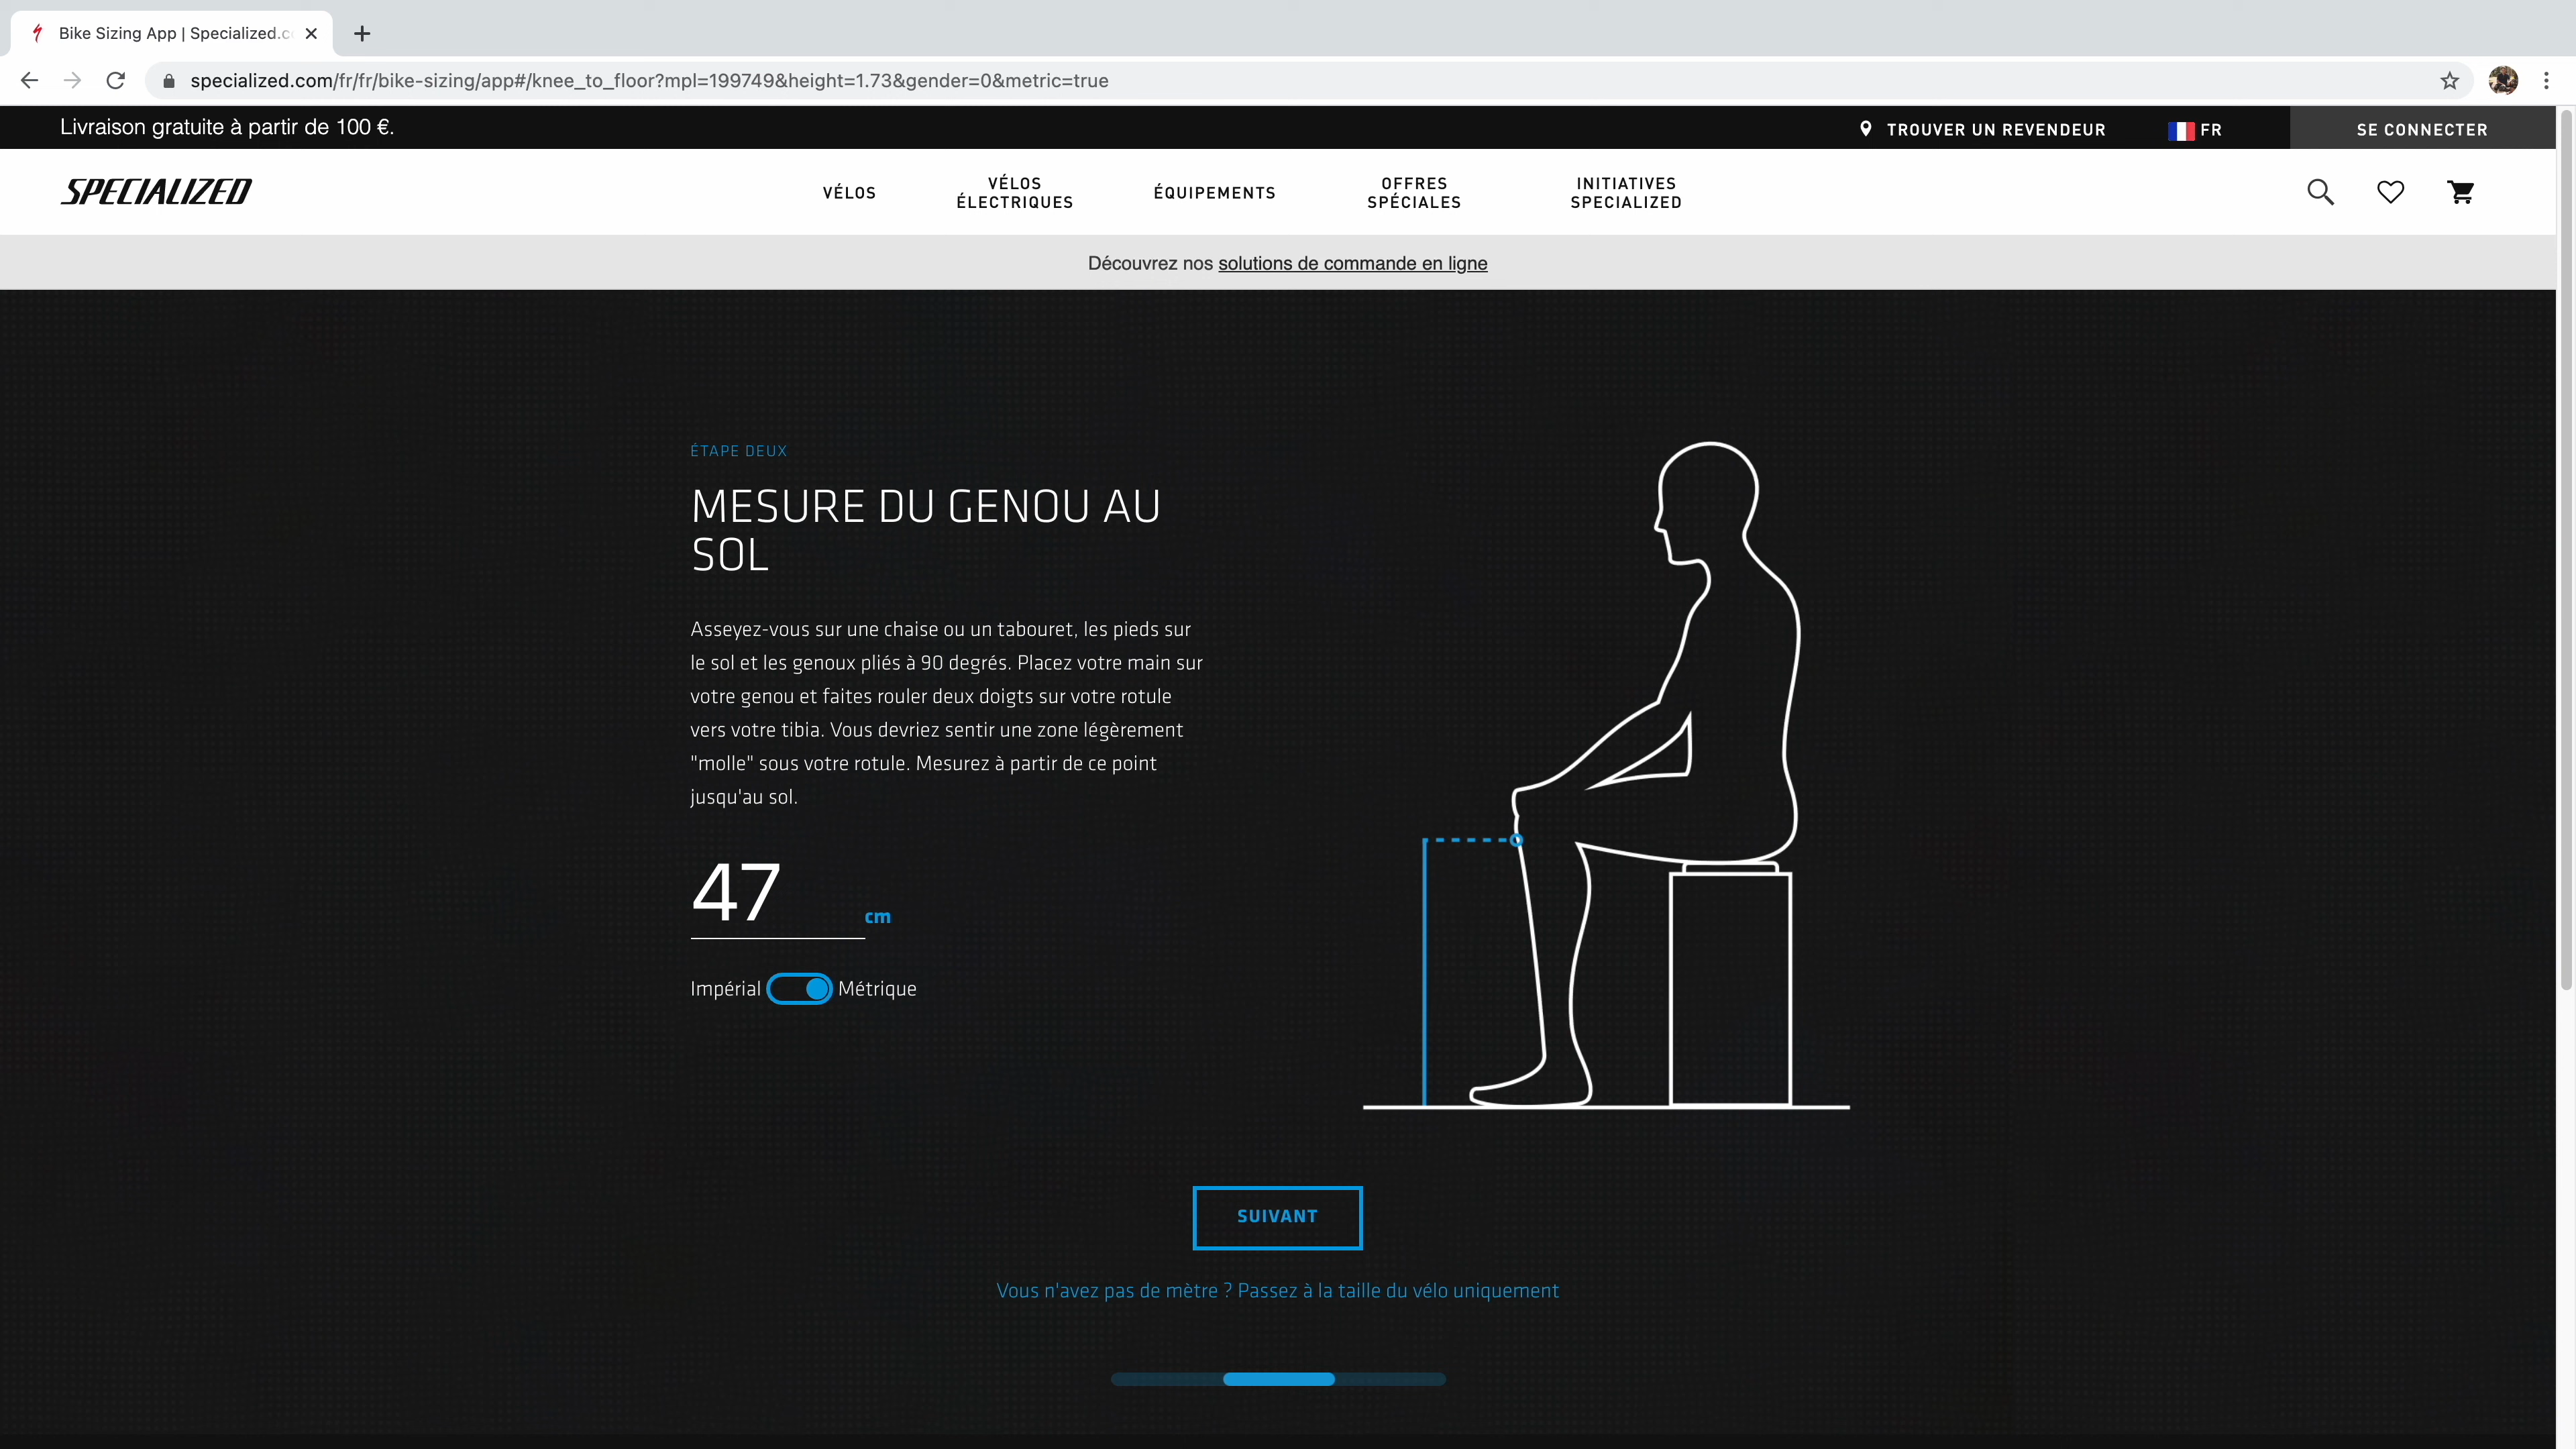 Bike Sizing App | Specialized.c
specialized.com/fr/fr/bike-sizing/app#/knee_to_floor?mpl=199749&height=1.73&gender=0&metric=true
Livraison gratuite à partir de 100 €.
TROUVER UN REVENDEUR
FR
SE CONNECTER
SPECIALIZED
VÉLOS
VÉLOS
ÉLECTRIQUES
ÉQUIPEMENTS
OFFRES
SPÉCIALES
INITIATIVES
SPECIALIZED
Découvrez nos solutions de commande en ligne
ÉTAPE DEUX
MESURE DU GENOU AU
SOL
Asseyez-vous sur une chaise ou un tabouret, les pieds sur
le sol et les genoux pliés à 90 degrés. Placez votre main sur
votre genou et faites rouler deux doigts sur votre rotule
vers votre tibia. Vous devriez sentir une zone légèrement
"molle" sous votre rotule. Mesurez à partir de ce point
jusqu'au sol.
47 cm
Impérial Métrique
SUIVANT
Vous n'avez pas de mètre ? Passez à la taille du vélo uniquement